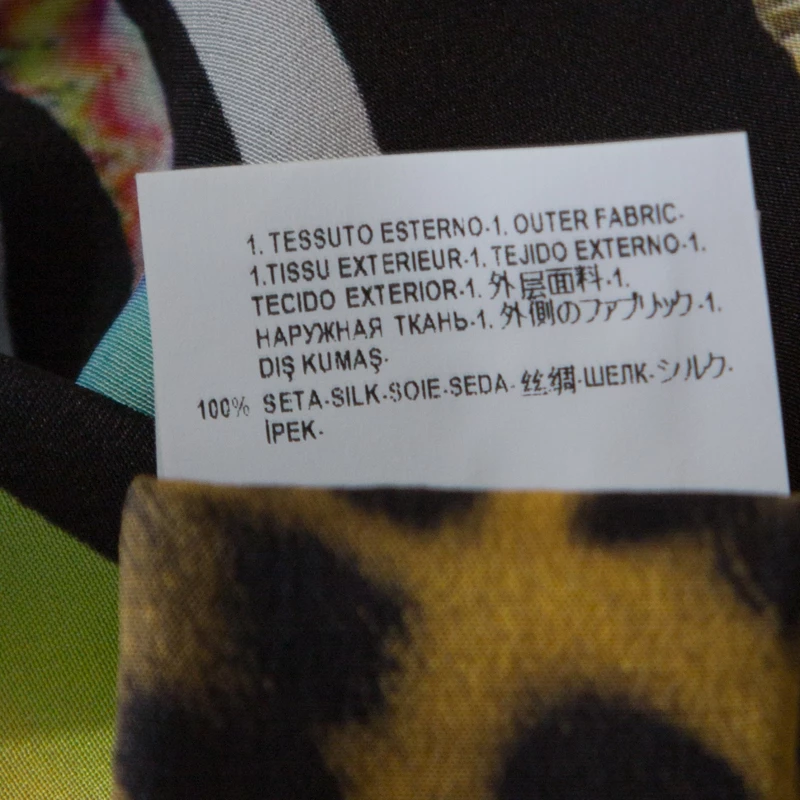 1. TESSUTO ESTERNO-1. OUTER FABRIC-
1.TISSU EXTERIEUR-1. TEJIDO EXTERNO-1.
TECIDO EXTERIOR-1. 外层面料-1.
НАРУЖНАЯ ТКАНЬ-1. 外側のファブリック-1.
DIŞ KUMAŞ-
100% SETA-SILK-SOIE-SEDA-丝绸-ШЕЛК-シルク-
İPEK-